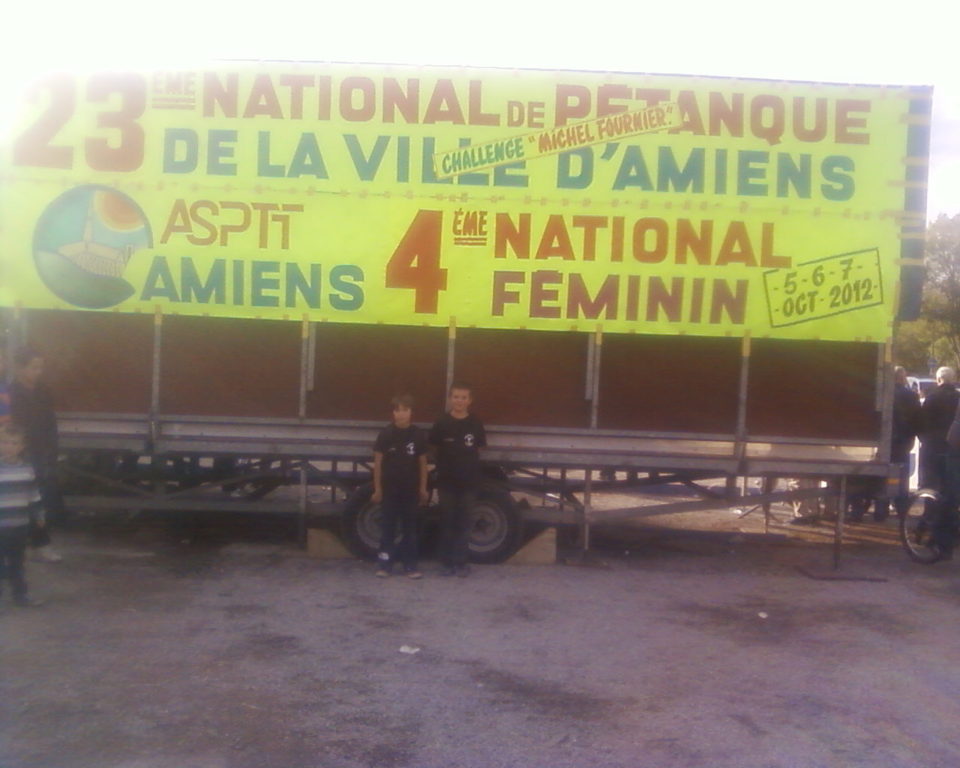 23ÈME NATIONAL DE PÉTANQUE
CHALLENGE "MICHEL FOURNIER"
DE LA VILLE D'AMIENS
ASPTT
AMIENS
4ÈME NATIONAL
FÉMININ
-5-6-7-
OCT-2012-